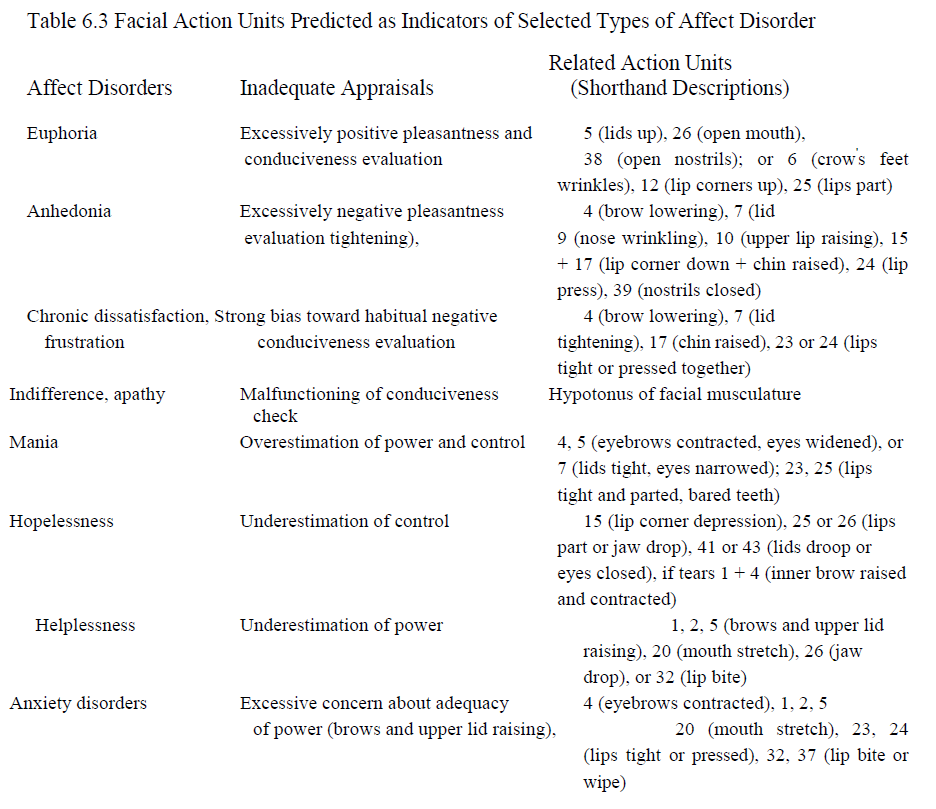 Table 6.3 Facial Action Units Predicted as Indicators of Selected Types of Affect Disorder
Related Action Units
Affect Disorders Inadequate Appraisals (Shorthand Descriptions)
Euphoria Excessively positive pleasantness and 5 (lids up), 26 (open mouth),
conduciveness evaluation 38 (open nostrils); or 6 (crow's feet
wrinkles), 12 (lip corners up), 25 (lips part)
Anhedonia Excessively negative pleasantness 4 (brow lowering), 7 (lid
evaluation tightening), 9 (nose wrinkling), 10 (upper lip raising), 15
+ 17 (lip corner down + chin raised), 24 (lip
press), 39 (nostrils closed)
Chronic dissatisfaction, Strong bias toward habitual negative 4 (brow lowering), 7 (lid
frustration conduciveness evaluation tightening), 17 (chin raised), 23 or 24 (lips
tight or pressed together)
Indifference, apathy Malfunctioning of conduciveness Hypotonus of facial musculature
check
Mania Overestimation of power and control 4, 5 (eyebrows contracted, eyes widened), or
7 (lids tight, eyes narrowed); 23, 25 (lips
tight and parted, bared teeth)
Hopelessness Underestimation of control 15 (lip corner depression), 25 or 26 (lips
part or jaw drop), 41 or 43 (lids droop or
eyes closed), if tears 1 + 4 (inner brow raised
and contracted)
Helplessness Underestimation of power 1, 2, 5 (brows and upper lid
raising), 20 (mouth stretch), 26 (jaw
drop), or 32 (lip bite)
Anxiety disorders Excessive concern about adequacy 4 (eyebrows contracted), 1, 2, 5
of power (brows and upper lid raising), 20 (mouth stretch), 23, 24
(lips tight or pressed), 32, 37 (lip bite or
wipe)